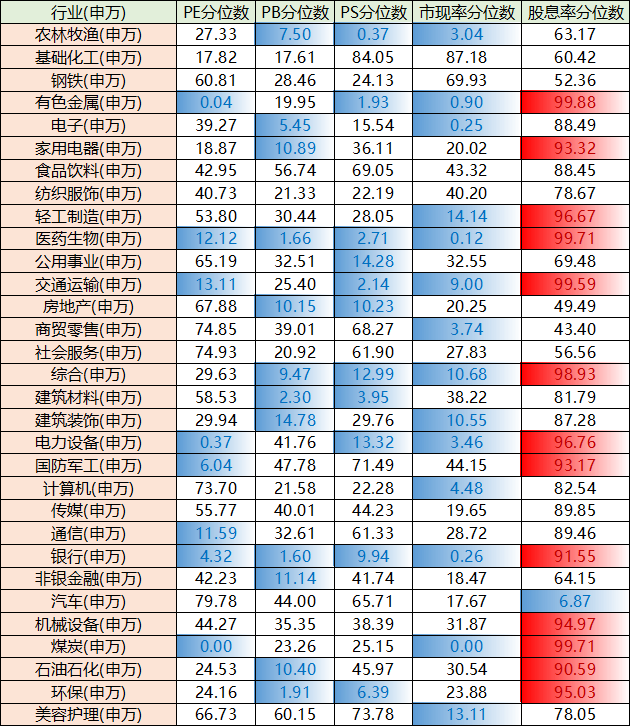 行业(申万) PE分位数 PB分位数 PS分位数 市现率分位数 股息率分位数
农林牧渔(申万) 27.33 7.50 0.37 3.04 63.17
基础化工(申万) 17.82 17.61 84.05 87.18 60.42
钢铁(申万) 60.81 28.46 24.13 69.93 52.36
有色金属(申万) 0.04 19.95 1.93 0.90 99.88
电子(申万) 39.27 5.45 15.54 0.25 88.49
家用电器(申万) 18.87 10.89 36.11 20.02 93.32
食品饮料(申万) 42.95 56.74 69.05 43.32 88.45
纺织服饰(申万) 40.73 21.33 22.19 40.20 78.67
轻工制造(申万) 53.80 30.44 28.05 14.14 96.67
医药生物(申万) 12.12 1.66 2.71 0.12 99.71
公用事业(申万) 65.19 32.51 14.28 32.55 69.48
交通运输(申万) 13.11 25.40 2.14 9.00 99.59
房地产(申万) 67.88 10.15 10.23 20.25 49.49
商贸零售(申万) 74.85 39.01 68.27 3.74 43.40
社会服务(申万) 74.93 20.92 61.90 27.83 56.56
综合(申万) 29.63 9.47 12.99 10.68 98.93
建筑材料(申万) 58.53 2.30 3.95 38.22 81.79
建筑装饰(申万) 29.94 14.78 29.76 10.55 87.28
电力设备(申万) 0.37 41.76 13.32 3.46 96.76
国防军工(申万) 6.04 47.78 71.49 44.15 93.17
计算机(申万) 73.70 21.58 22.28 4.48 82.54
传媒(申万) 55.77 40.01 44.23 19.65 89.85
通信(申万) 11.59 32.61 61.33 28.72 89.46
银行(申万) 4.32 1.60 9.94 0.26 91.55
非银金融(申万) 42.23 11.14 41.74 18.47 64.15
汽车(申万) 79.78 44.00 65.71 17.67 6.87
机械设备(申万) 44.27 35.35 38.39 31.87 94.97
煤炭(申万) 0.00 23.26 25.15 0.00 99.71
石油石化(申万) 24.53 10.40 45.97 30.54 90.59
环保(申万) 24.16 1.91 6.39 23.88 95.03
美容护理(申万) 66.73 60.15 73.78 13.11 78.05